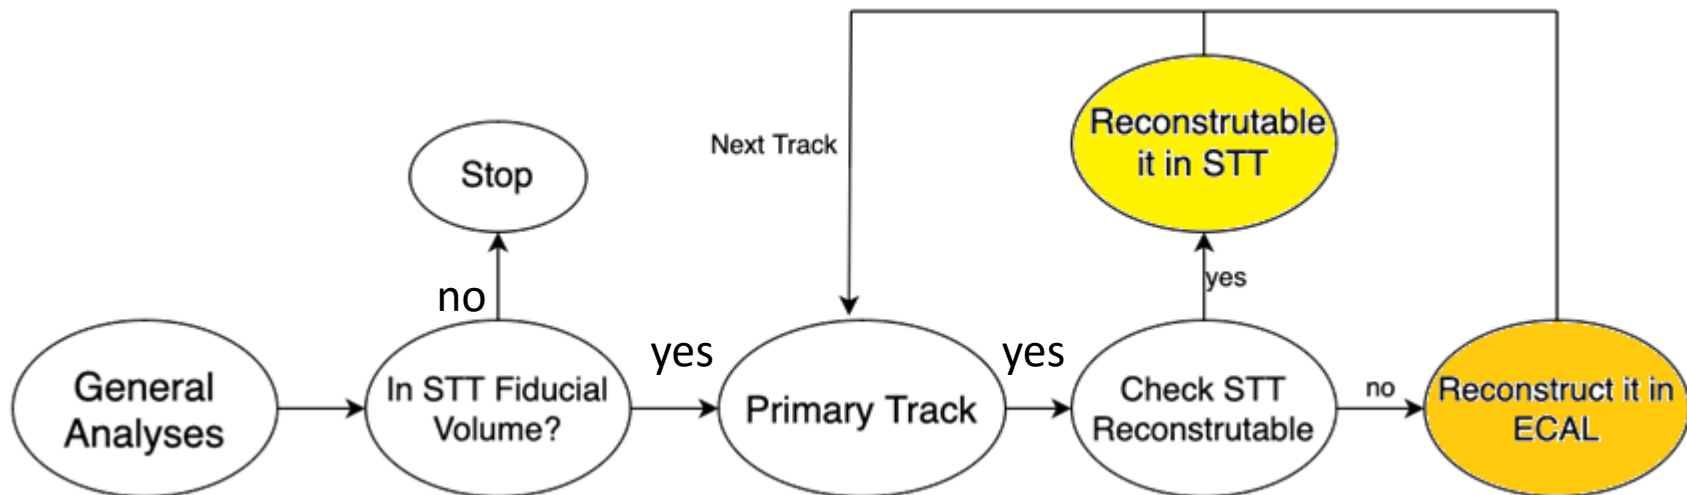 Reconstrutable
it in STT
Next Track
Stop
yes
no
yes
yes
General
Analyses
In STT Fiducial
Volume?
Primary Track
Check STT
Reconstrutable
no
Reconstruct it in
ECAL